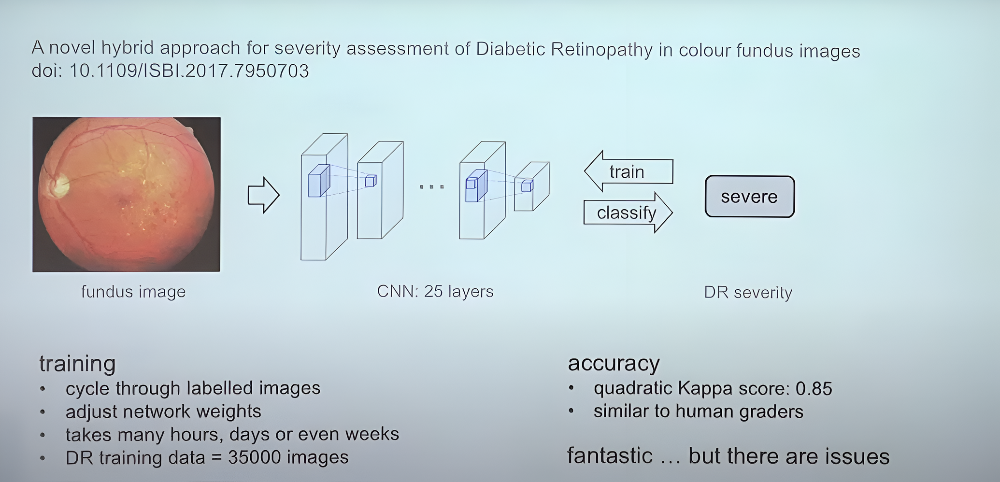 A novel hybrid approach for severity assessment of Diabetic Retinopathy in colour fundus images
doi: 10.1109/ISBI.2017.7950703
train
classify
severe
fundus image
CNN: 25 layers
DR severity
training
• cycle through labelled images
• adjust network weights
• takes many hours, days or even weeks
• DR training data = 35000 images
accuracy
• quadratic Kappa score: 0.85
• similar to human graders
fantastic ... but there are issues